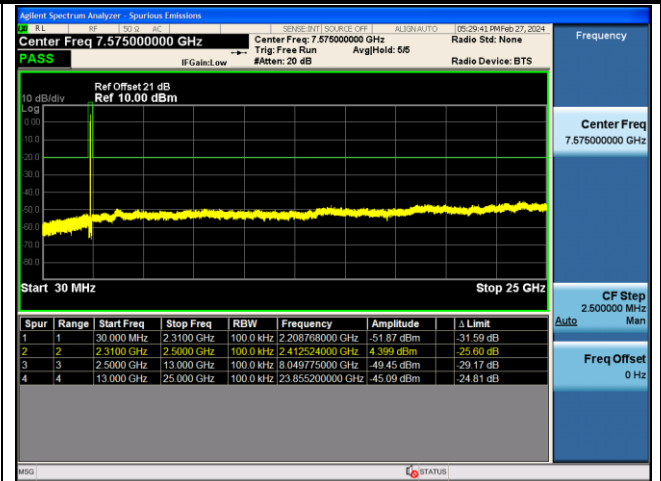 Agilent Spectrum Analyzer - Spurious Emissions
RL RF 50 Ω AC SENSE:INT SOURCE OFF ALIGN AUTO 05:29:41 PM Feb 27, 2024
Center Freq 7.575000000 GHz
Center Freq: 7.575000000 GHz
Radio Std: None
Trig: Free Run Avg|Hold: 5/5
PASS IFGain:Low #Atten: 20 dB Radio Device: BTS
Ref Offset 21 dB
10 dB/div Ref 10.00 dBm
Log
0.00
-10.0
-20.0
-30.0
-40.0
-50.0
-60.0
-70.0
-80.0
Start 30 MHz Stop 25 GHz
Spur Range Start Freq Stop Freq RBW Frequency Amplitude Δ Limit
1 1 30.000 MHz 2.3100 GHz 100.0 kHz 2.208768000 GHz -51.87 dBm -31.59 dB
2 2 2.3100 GHz 2.5000 GHz 100.0 kHz 2.412524000 GHz 4.399 dBm -25.60 dB
3 3 2.5000 GHz 13.000 GHz 100.0 kHz 8.049775000 GHz -49.45 dBm -29.17 dB
4 4 13.000 GHz 25.000 GHz 100.0 kHz 23.855200000 GHz -45.09 dBm -24.81 dB
MSG STATUS
Frequency
Center Freq
7.575000000 GHz
CF Step
2.500000 MHz
Auto Man
Freq Offset
0 Hz